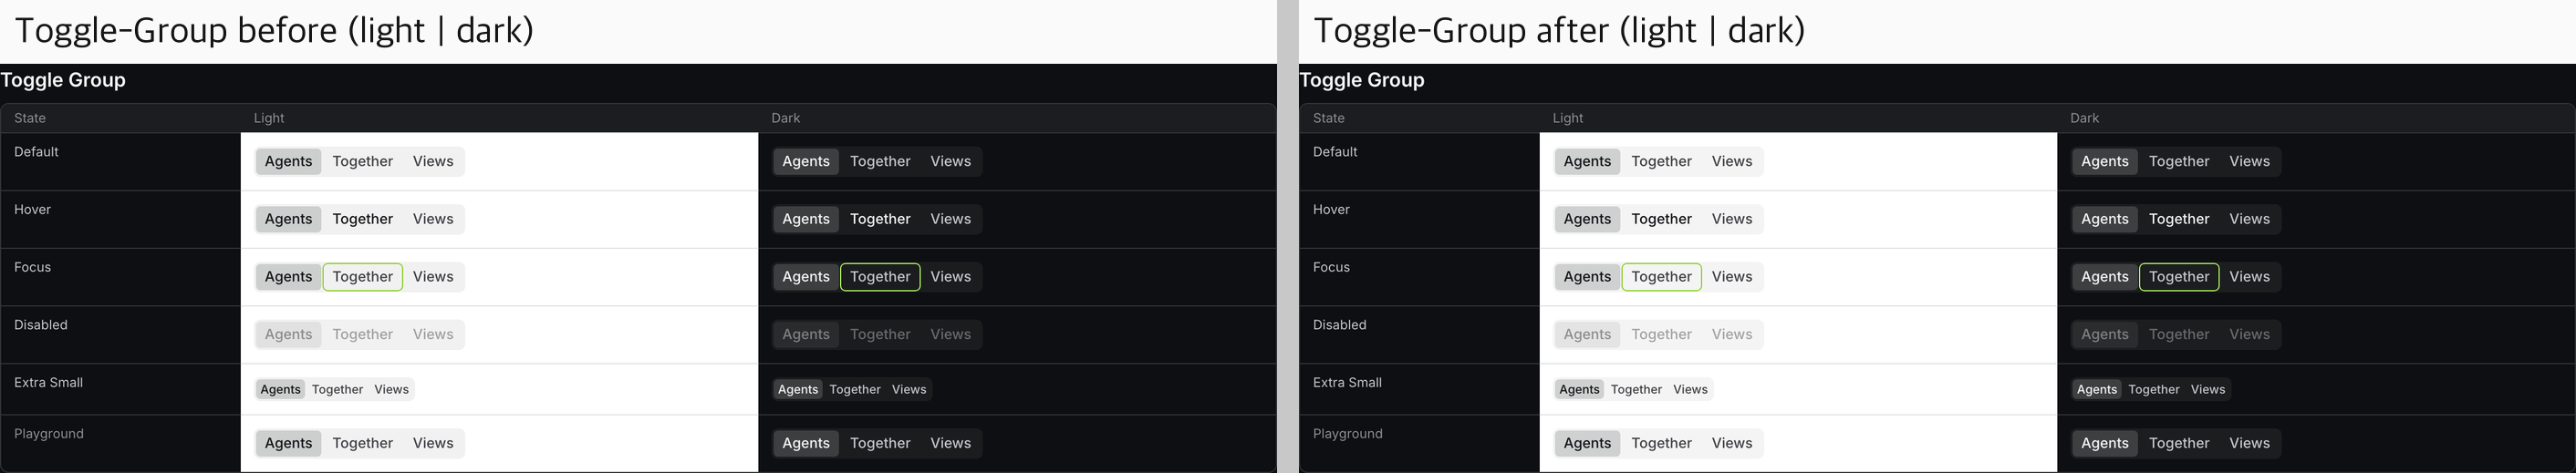 Toggle-Group before (light | dark)
Toggle Group
State Light Dark
Default Agents Together Views Agents Together Views
Hover Agents Together Views Agents Together Views
Focus Agents Together Views Agents Together Views
Disabled Agents Together Views Agents Together Views
Extra Small Agents Together Views Agents Together Views
Playground Agents Together Views Agents Together Views
Toggle-Group after (light | dark)
Toggle Group
State Light Dark
Default Agents Together Views Agents Together Views
Hover Agents Together Views Agents Together Views
Focus Agents Together Views Agents Together Views
Disabled Agents Together Views Agents Together Views
Extra Small Agents Together Views Agents Together Views
Playground Agents Together Views Agents Together Views